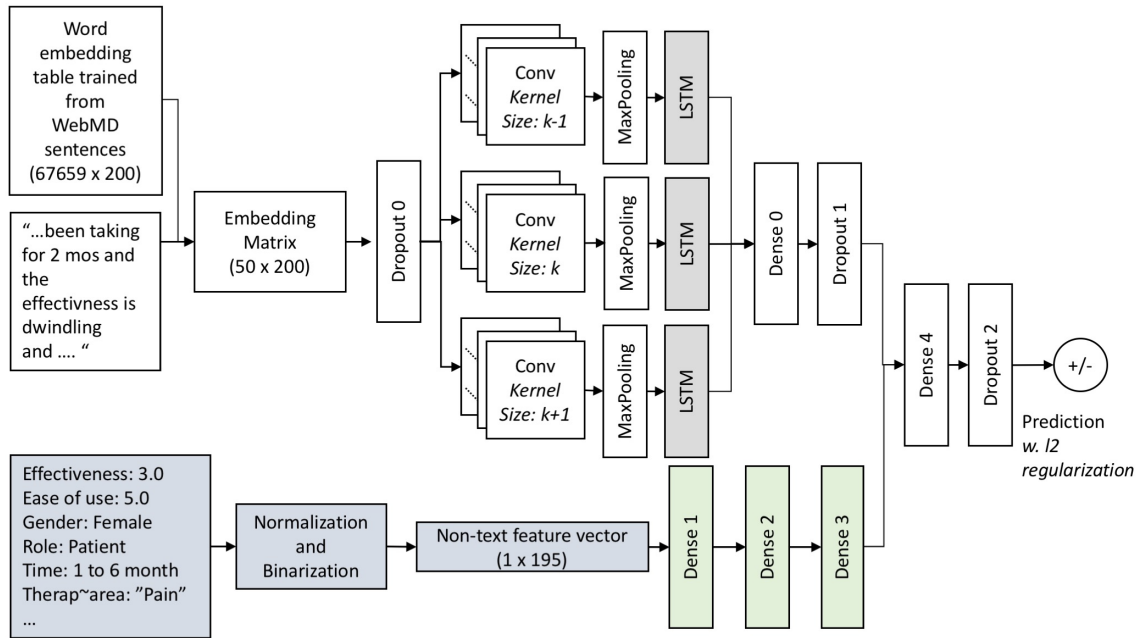 Word
embedding
table trained
from
WebMD
sentences
(67659 x 200)
“...been taking
for 2 mos and
the
effectivness is
dwindling
and .... “
Embedding
Matrix
(50 x 200)
Dropout 0
Conv
Kernel
Size: k-1
MaxPooling
LSTM
Conv
Kernel
Size: k
MaxPooling
LSTM
Conv
Kernel
Size: k+1
MaxPooling
LSTM
Dense 0
Dropout 1
Dense 4
Dropout 2
+/-
Prediction
w. l2
regularization
Effectiveness: 3.0
Ease of use: 5.0
Gender: Female
Role: Patient
Time: 1 to 6 month
Therap~area: ”Pain”
...
Normalization
and
Binarization
Non-text feature vector
(1 x 195)
Dense 1
Dense 2
Dense 3